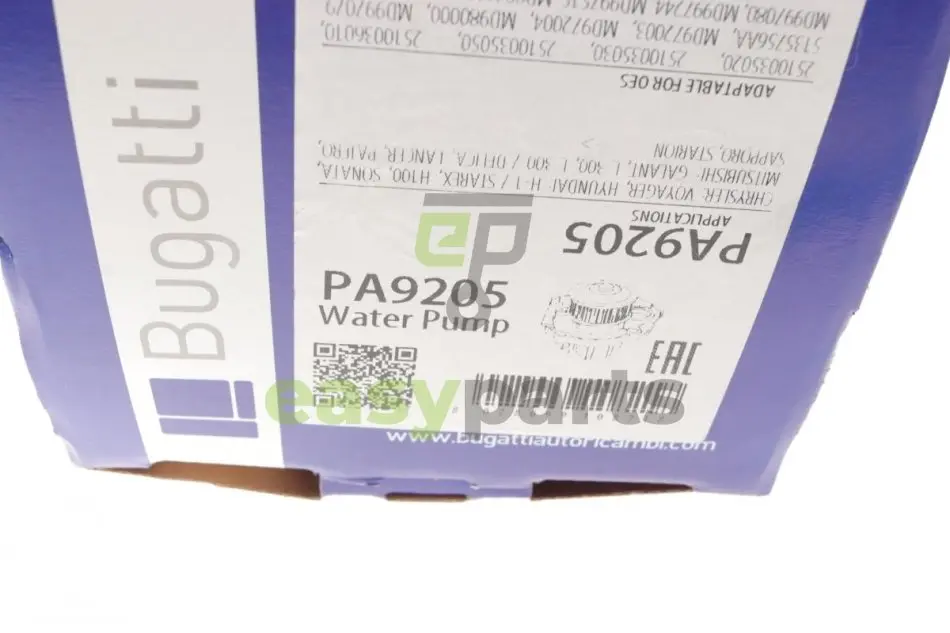 Bugatti
PA9205
Water Pump
EAC
www.bugattiautoricambi.com
easyparts
ep
PA9205
APPLICATIONS
CHRYSLER: VOYAGER, HYUNDAI: H-1 / STAREX, H100, SONATA,
MITSUBISHI: GALANT, L 300, L 300 / DELICA, LANCER, PAJERO,
SAPPORO, STARION
ADAPTABLE FOR OES
2510035020, 2510035030, 2510035050, 2510036010,
5135756AA, MD972003, MD972004, MD980000, MD997079
MD997080,